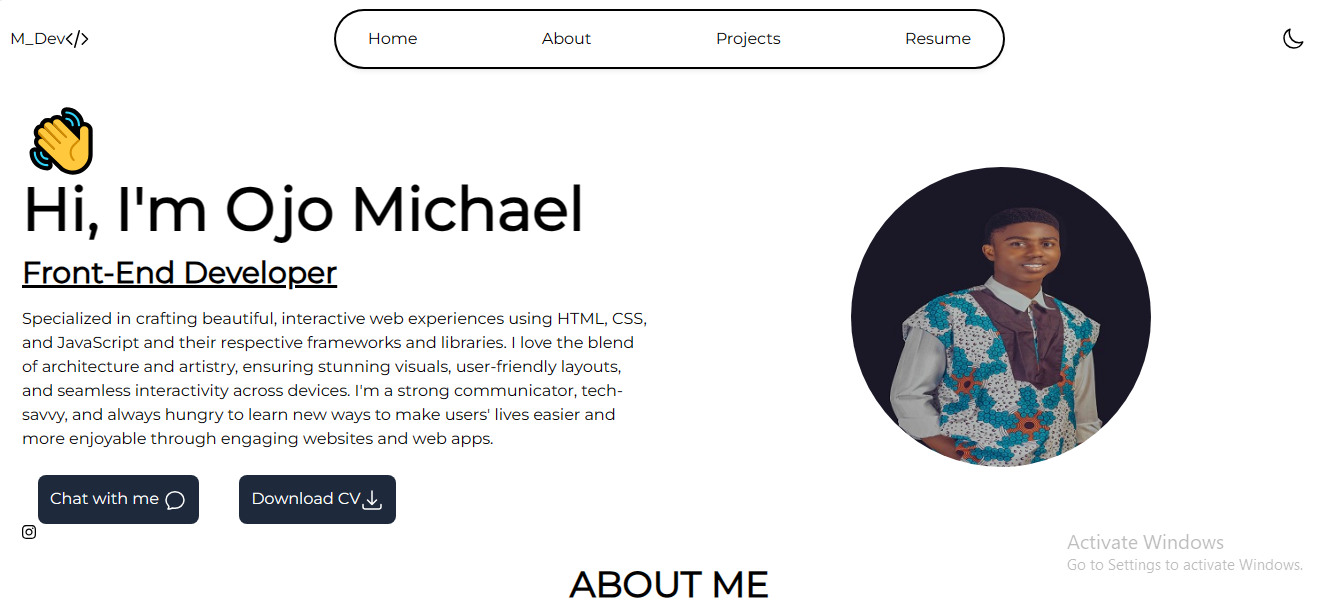 M_Dev</>
Home About Projects Resume
Hi, I'm Ojo Michael
Front-End Developer
Specialized in crafting beautiful, interactive web experiences using HTML, CSS,
and JavaScript and their respective frameworks and libraries. I love the blend
of architecture and artistry, ensuring stunning visuals, user-friendly layouts,
and seamless interactivity across devices. I'm a strong communicator, tech-
savvy, and always hungry to learn new ways to make users' lives easier and
more enjoyable through engaging websites and web apps.
Chat with me
Download CV
Activate Windows
Go to Settings to activate Windows.
ABOUT ME